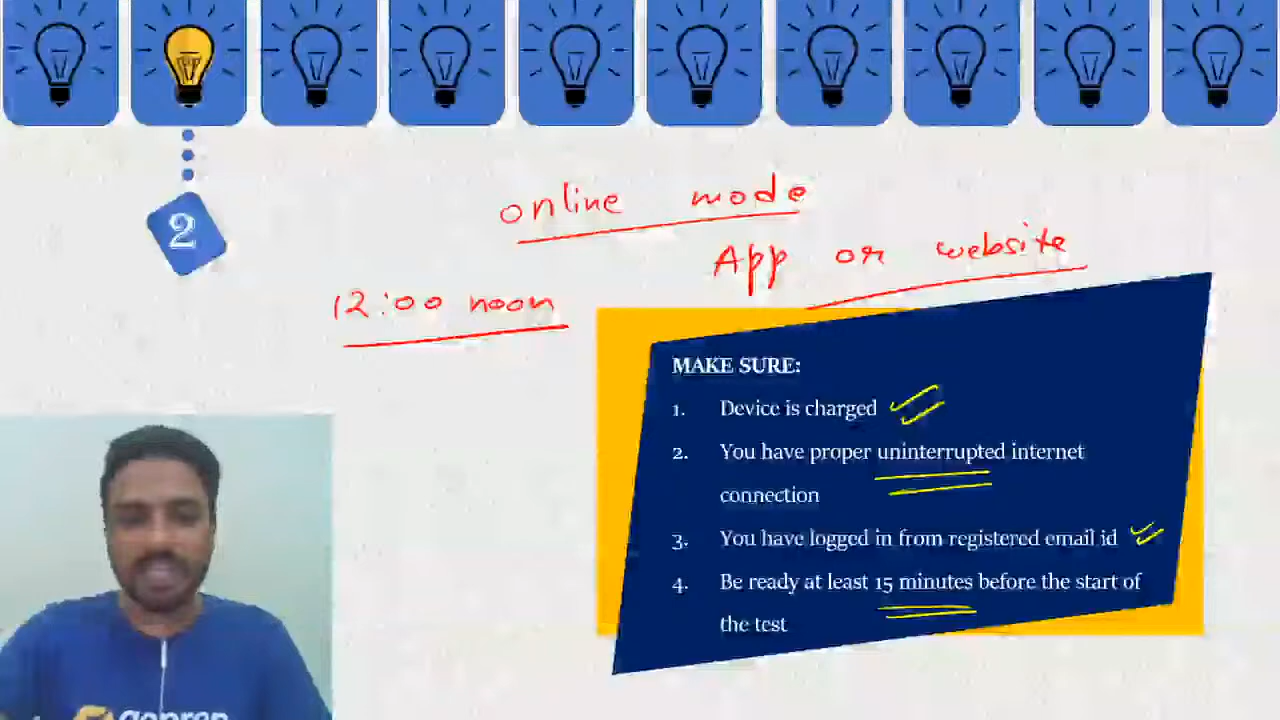 2
online mode
App or website
12:00 noon
MAKE SURE:
1. Device is charged
2. You have proper uninterrupted internet
connection
3. You have logged in from registered email id
4. Be ready at least 15 minutes before the start of
the test
goprep